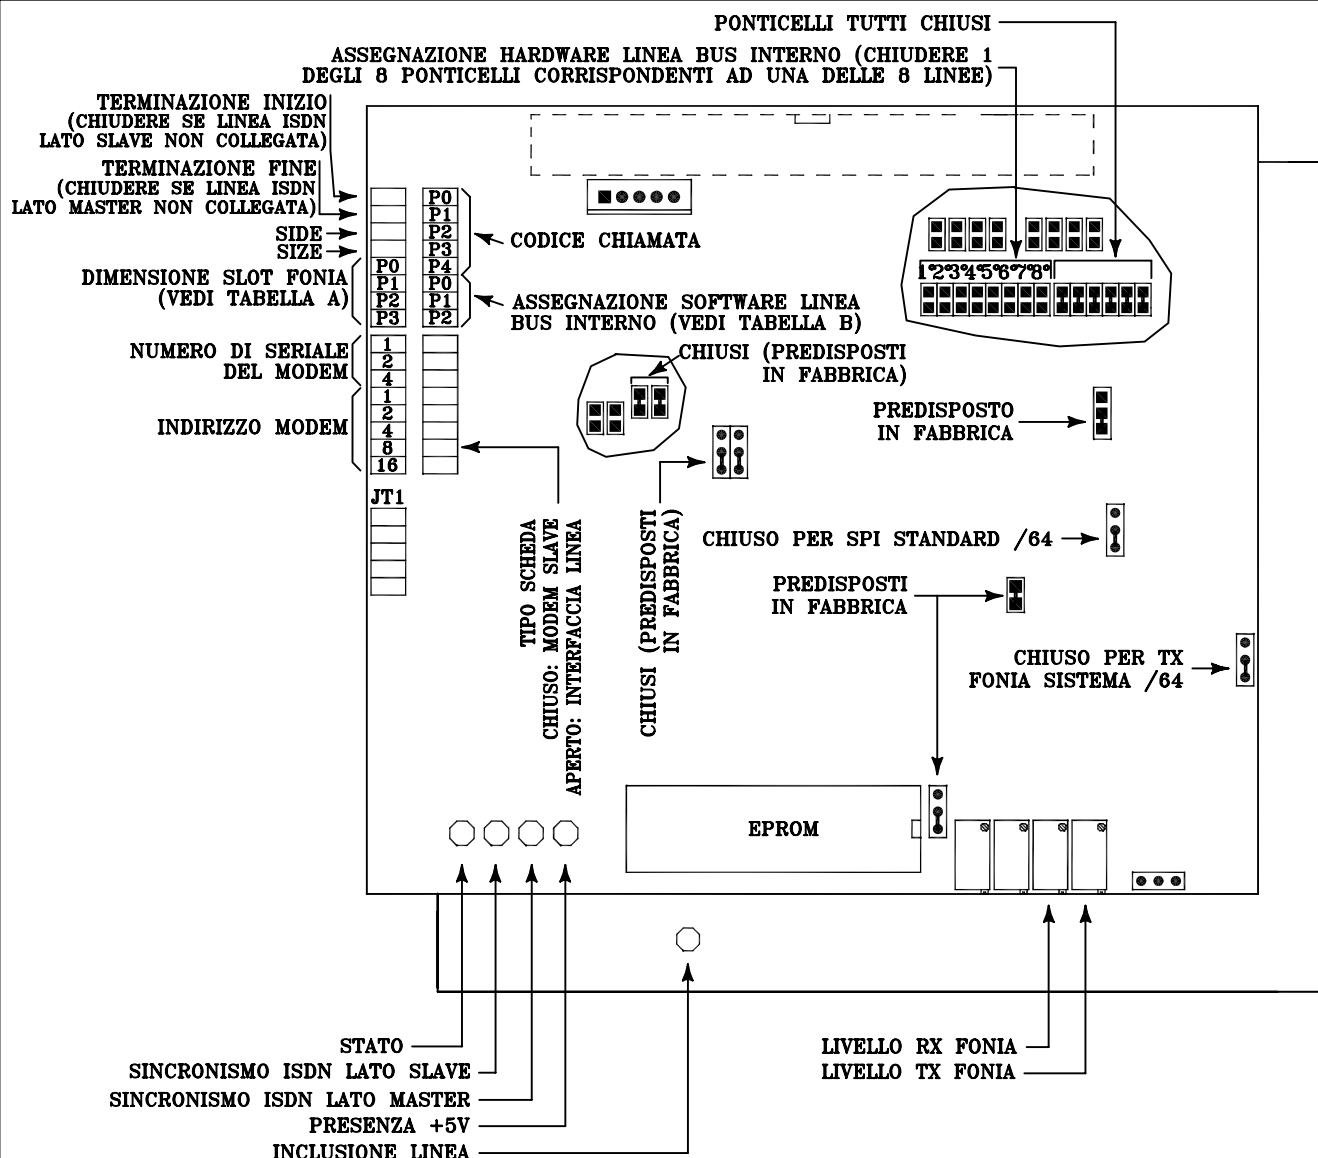 PONTICELLI TUTTI CHIUSI
ASSEGNAZIONE HARDWARE LINEA BUS INTERNO (CHIUDERE 1
DEGLI 8 PONTICELLI CORRISPONDENTI AD UNA DELLE 8 LINEE)
TERMINAZIONE INIZIO
(CHIUDERE SE LINEA ISDN
LATO SLAVE NON COLLEGATA)
TERMINAZIONE FINE
(CHIUDERE SE LINEA ISDN
LATO MASTER NON COLLEGATA)
SIDE
SIZE
DIMENSIONE SLOT FONIA
(VEDI TABELLA A)
P0
P1
P2
P3
P0
P1
P2
P3
P4
P0
P1
P2
CODICE CHIAMATA
ASSEGNAZIONE SOFTWARE LINEA
BUS INTERNO (VEDI TABELLA B)
1°2°3°4°5°6°7°8°
NUMERO DI SERIALE
DEL MODEM
1
2
4
INDIRIZZO MODEM
1
2
4
8
16
JT1
CHIUSI (PREDISPOSTI
IN FABBRICA)
PREDISPOSTO
IN FABBRICA
TIPO SCHEDA
CHIUSO: MODEM SLAVE
APERTO: INTERFACCIA LINEA
CHIUSI (PREDISPOSTI
IN FABBRICA)
CHIUSO PER SPI STANDARD /64
PREDISPOSTI
IN FABBRICA
CHIUSO PER TX
FONIA SISTEMA /64
EPROM
STATO
SINCRONISMO ISDN LATO SLAVE
SINCRONISMO ISDN LATO MASTER
PRESENZA +5V
INCLUSIONE LINEA
LIVELLO RX FONIA
LIVELLO TX FONIA